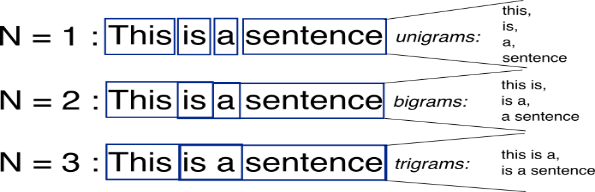 N = 1 : This is a sentence unigrams:
this,
is,
a,
sentence
N = 2 : This is a sentence bigrams:
this is,
is a,
a sentence
N = 3 : This is a sentence trigrams:
this is a,
is a sentence